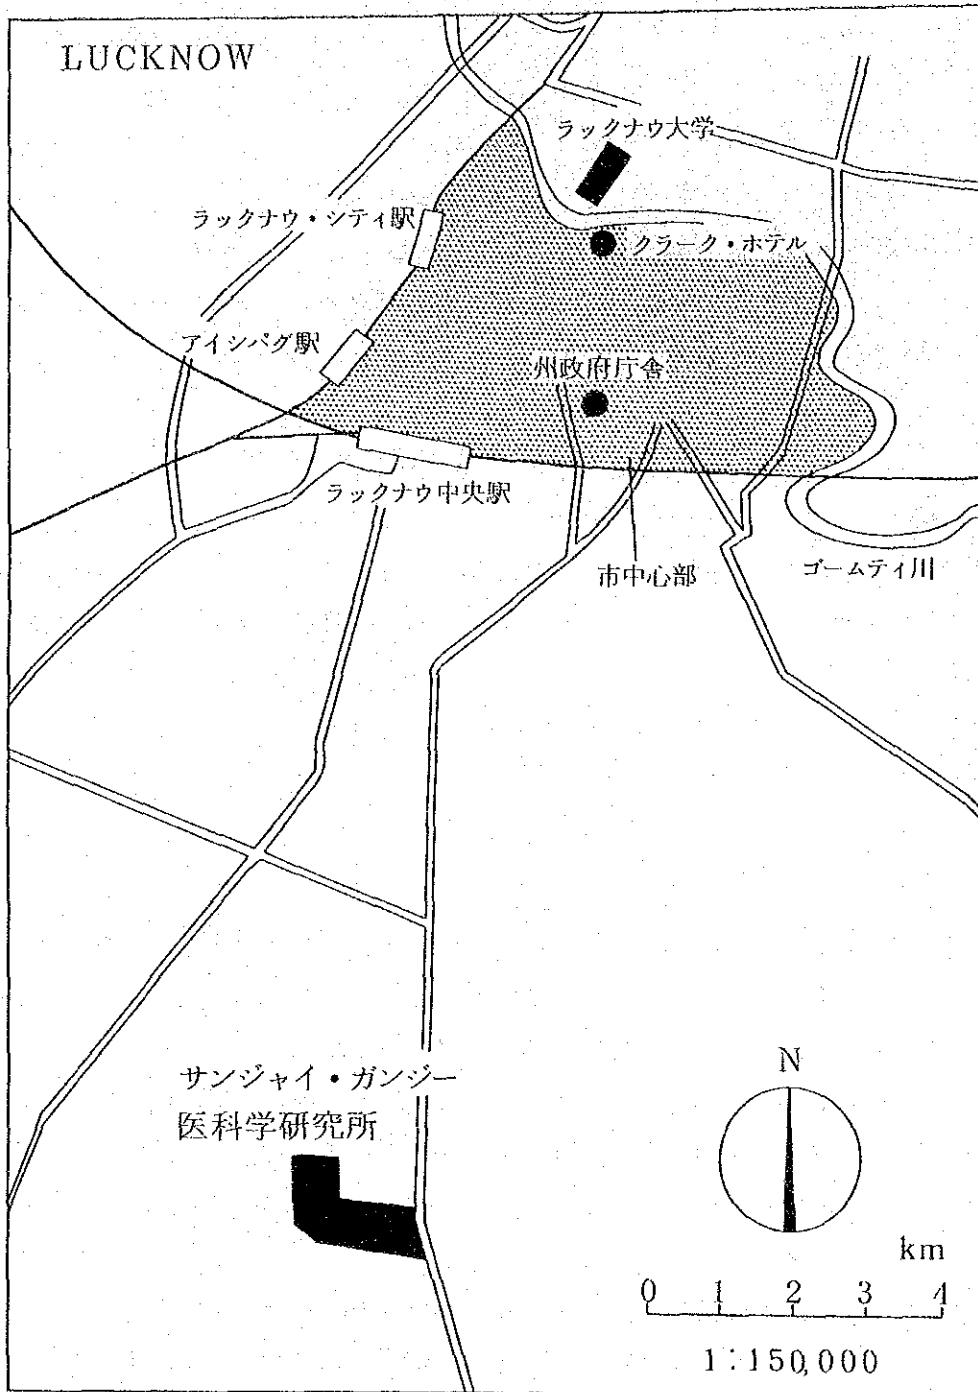 LUCKNOW
ラックナウ大学
ラックナウ・シティ駅
クラーク・ホテル
アイシバグ駅
州政府庁舎
ラックナウ中央駅
市中心部
ゴームティ川
サンジャイ・ガンジー
医科学研究所
N
km
0 1 2 3 4
1:150,000